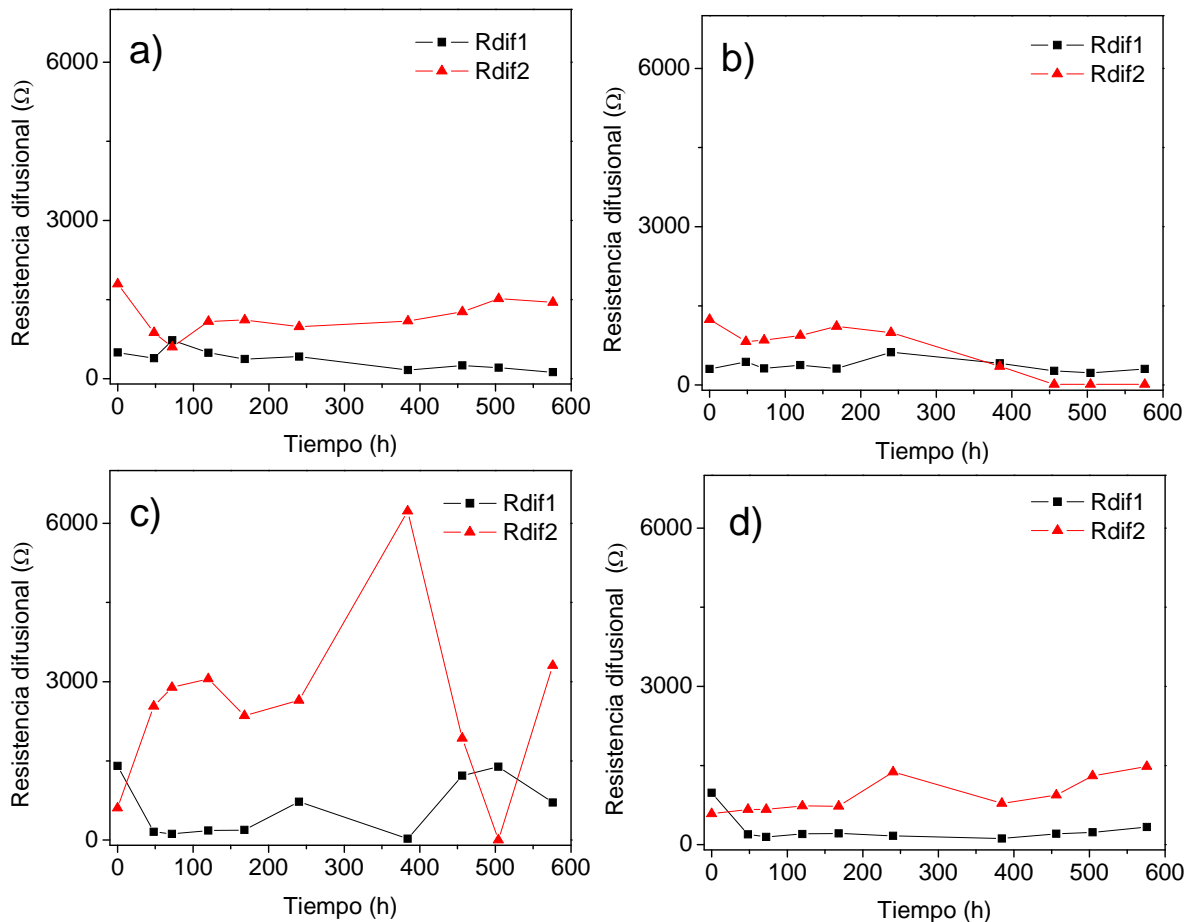 a)
Rdif1
Rdif2
6000
3000
0
Resistencia difusional (Ω)
0 100 200 300 400 500 600
Tiempo (h)
b)
Rdif1
Rdif2
6000
3000
0
Resistencia difusional (Ω)
0 100 200 300 400 500 600
Tiempo (h)
c)
Rdif1
Rdif2
6000
3000
0
Resistencia difusional (Ω)
0 100 200 300 400 500 600
Tiempo (h)
d)
Rdif1
Rdif2
6000
3000
0
Resistencia difusional (Ω)
0 100 200 300 400 500 600
Tiempo (h)